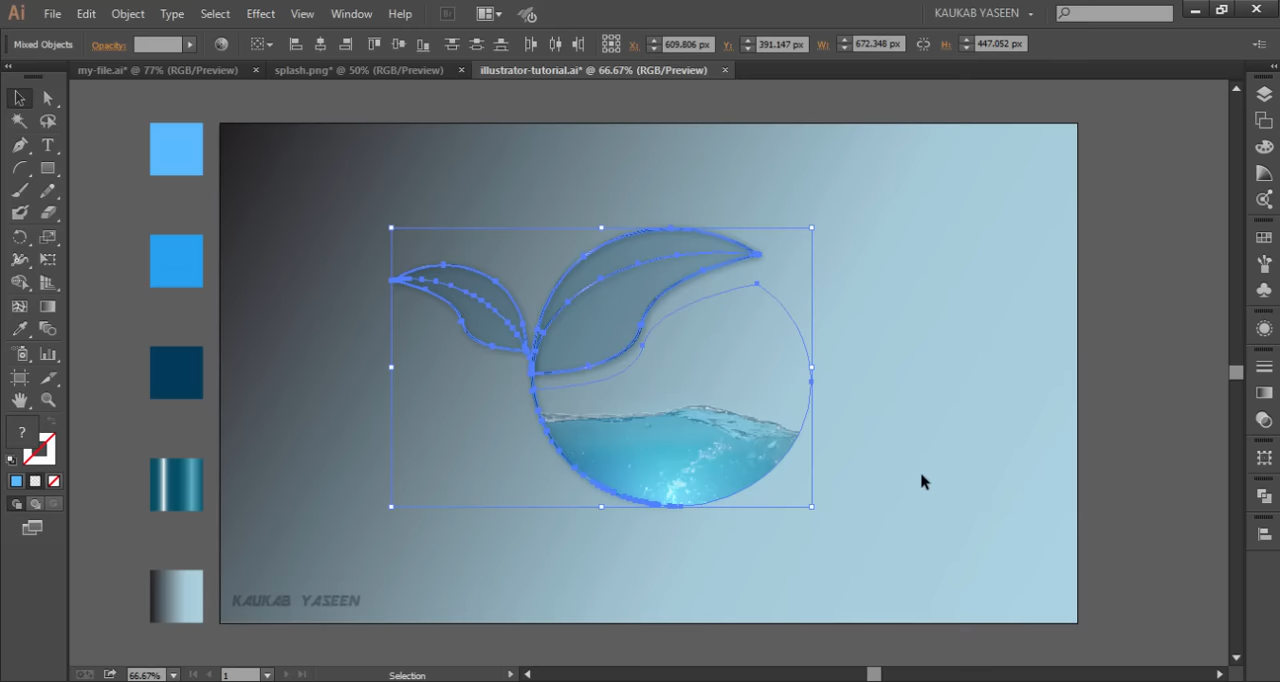 Ai File Edit Object Type Select Effect View Window Help Br KAUKAB YASEEN
Mixed Objects Opacity: X: 609.806 px Y: 391.147 px W: 672.348 px H: 447.052 px
my-file.ai* @ 77% (RGB/Preview) × splash.png* @ 50% (RGB/Preview) × illustrator-tutorial.ai* @ 66.67% (RGB/Preview) ×
T
?
KAUKAB YASEEN
66.67% 1 Selection